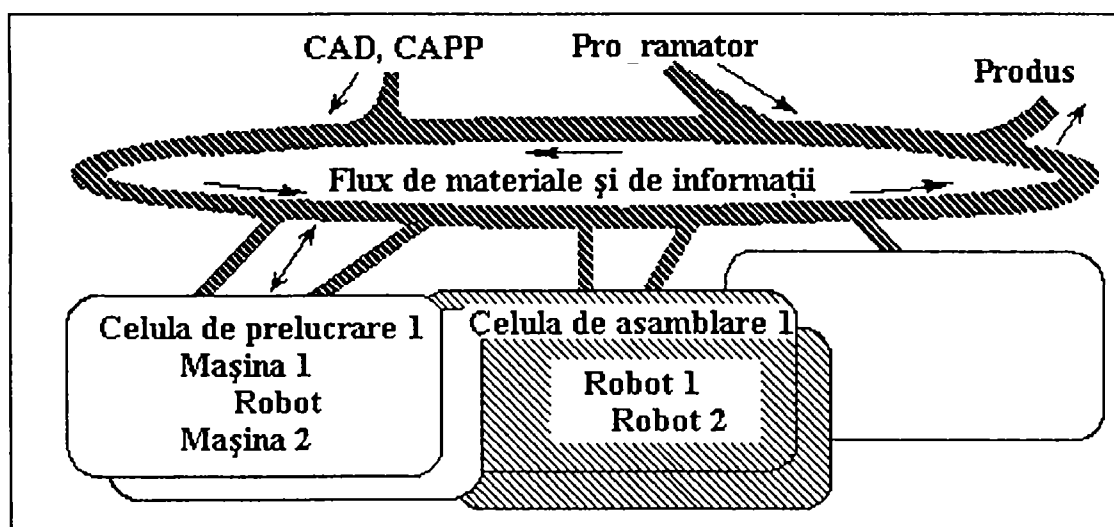 CAD, CAPP
Pro_ramator
Produs
Flux de materiale şi de informaţii
Celula de prelucrare 1
Maşina 1
Robot
Maşina 2
Celula de asamblare 1
Robot 1
Robot 2